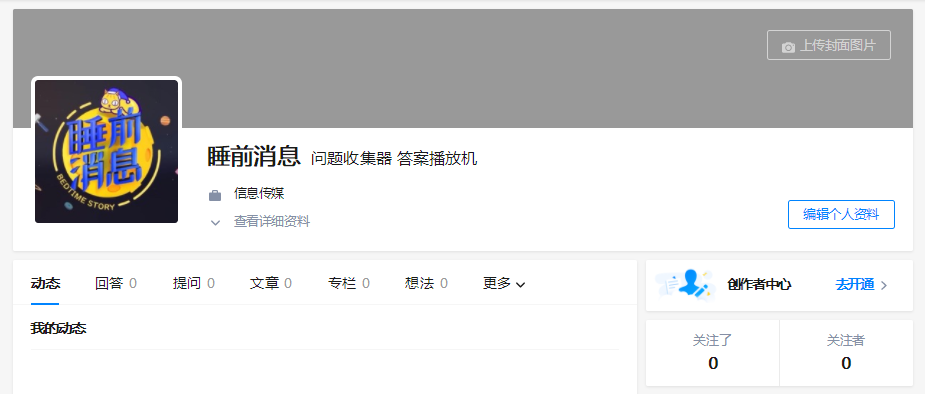 上传封面图片
睡前
消息
BEDTIME STORY
睡前消息 问题收集器 答案播放机
信息传媒
查看详细资料
编辑个人资料
动态 回答 0 提问 0 文章 0 专栏 0 想法 0 更多
我的动态
创作者中心 去开通
关注了 关注者
0 0